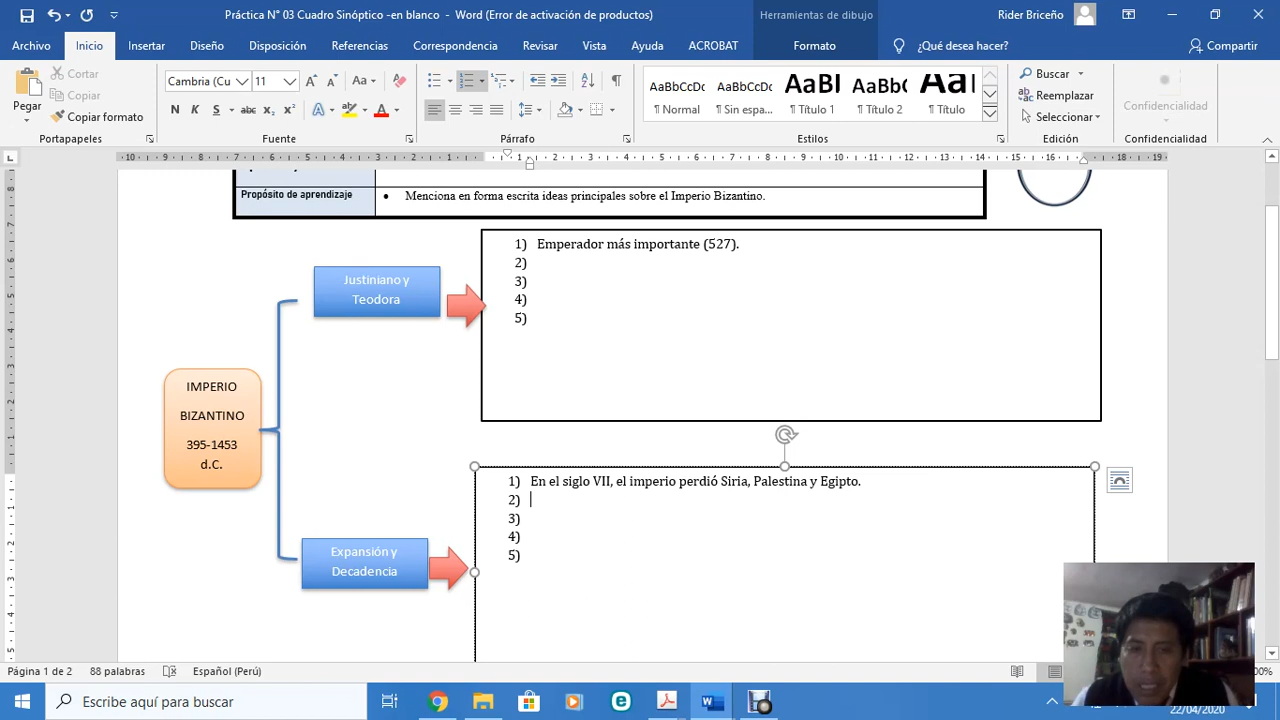 Práctica N° 03 Cuadro Sinóptico -en blanco - Word (Error de activación de productos)
Herramientas de dibujo
Rider Briceño
Archivo Inicio Insertar Diseño Disposición Referencias Correspondencia Revisar Vista Ayuda ACROBAT Formato ¿Qué desea hacer? Compartir
Pegar
Cortar
Copiar
Copiar formato
Portapapeles
Cambria (Cu 11
Fuente
Párrafo
AaBbCcDc AaBbCcDc AaBl AaBbCc AaBl
¶ Normal ¶ Sin espa... ¶ Título 1 ¶ Título 2 ¶ Título
Estilos
Buscar
Reemplazar
Seleccionar
Edición
Confidencialidad
Confidencialidad
Propósito de aprendizaje
• Menciona en forma escrita ideas principales sobre el Imperio Bizantino.
Justiniano y
Teodora
1) Emperador más importante (527).
2)
3)
4)
5)
IMPERIO
BIZANTINO
395-1453
d.C.
Expansión y
Decadencia
1) En el siglo VII, el imperio perdió Siria, Palestina y Egipto.
2)
3)
4)
5)
Página 1 de 2 88 palabras Español (Perú)
Escribe aquí para buscar
22/04/2020